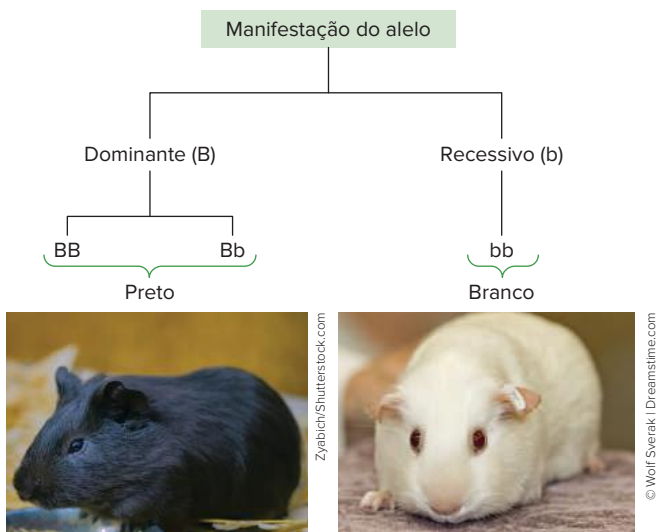 Manifestação do alelo
Dominante (B)
Recessivo (b)
BB
Bb
bb
Preto
Branco
Zyabich/Shutterstock.com
© Wolf Sverak | Dreamstime.com